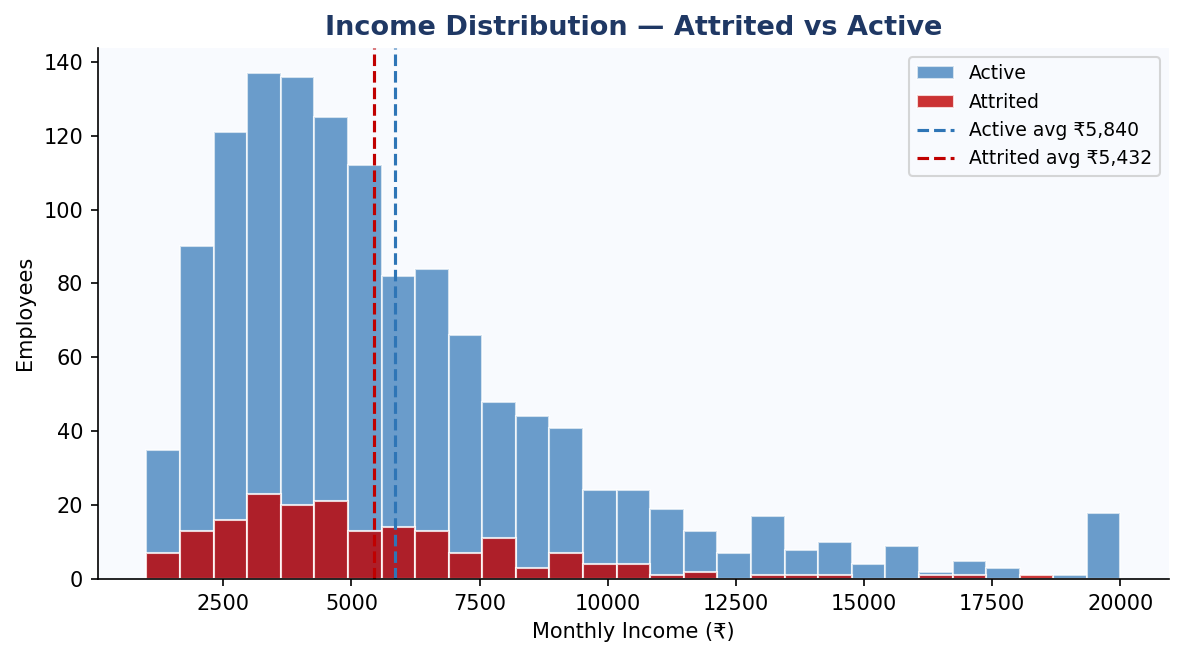 Income Distribution — Attrited vs Active
Active
Attrited
Active avg ₹5,840
Attrited avg ₹5,432
Employees
140
120
100
80
60
40
20
0
2500 5000 7500 10000 12500 15000 17500 20000
Monthly Income (₹)